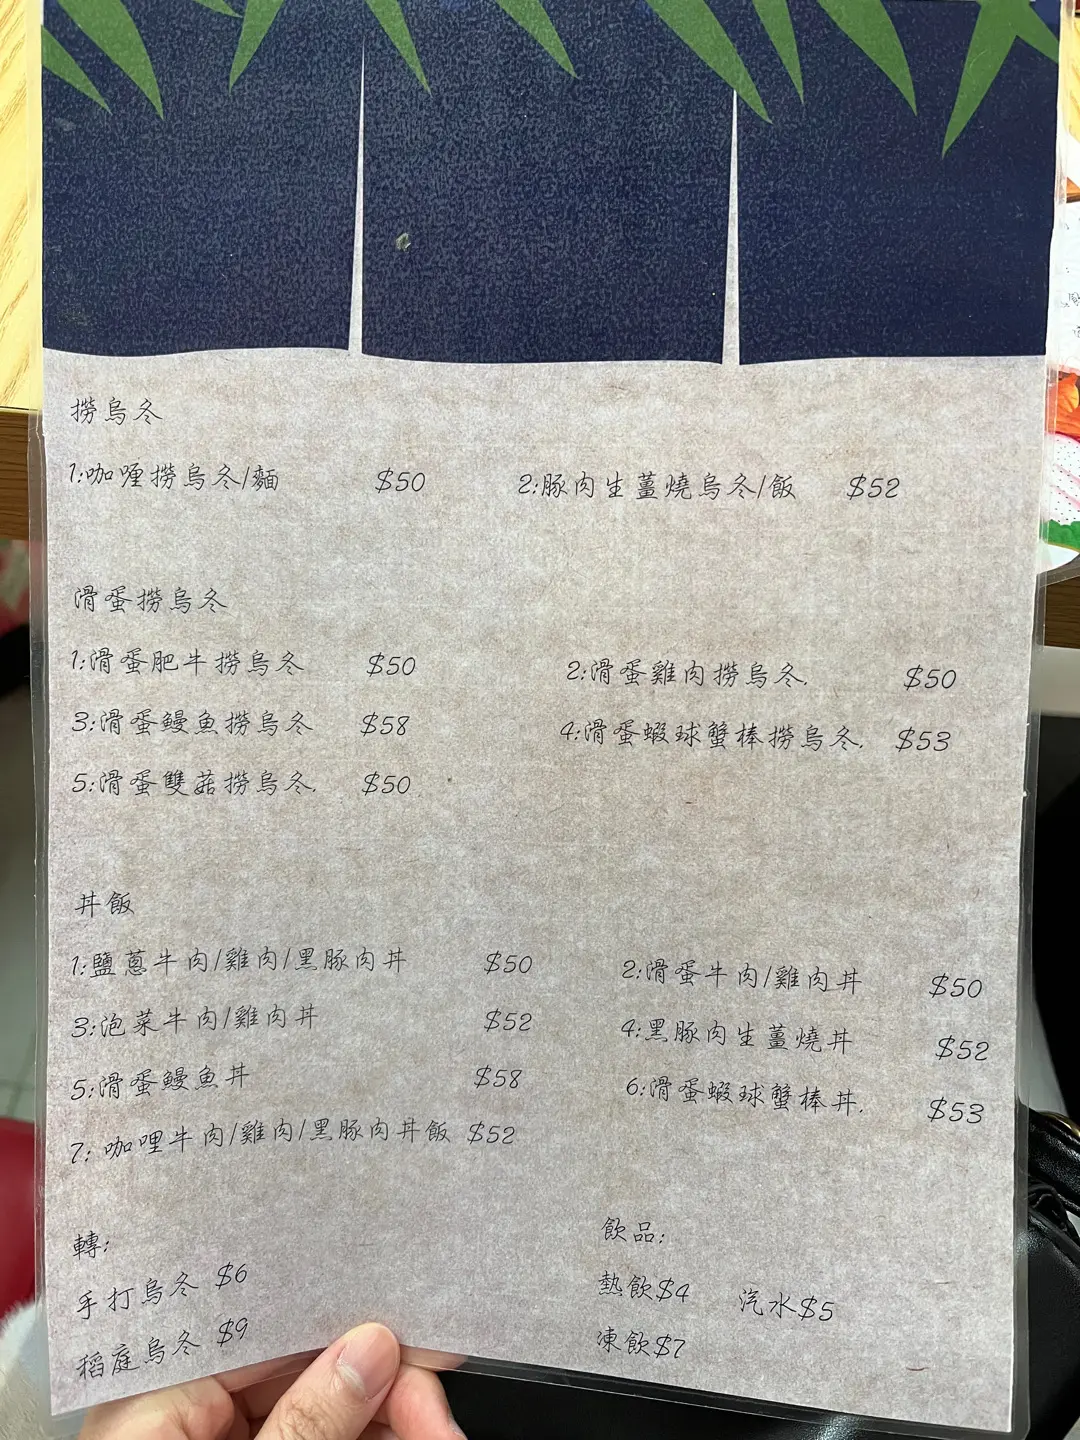 撈烏冬
1:咖喱撈烏冬/麵 $50 2:豚肉生薑燒烏冬/飯 $52
滑蛋撈烏冬
1:滑蛋肥牛撈烏冬 $50 2:滑蛋雞肉撈烏冬. $50
3:滑蛋鰻魚撈烏冬 $58 4:滑蛋蝦球蟹棒撈烏冬. $53
5:滑蛋雙菇撈烏冬. $50
丼飯
1:鹽蔥牛肉/雞肉/黑豚肉丼 $50 2:滑蛋牛肉/雞肉丼 $50
3:泡菜牛肉/雞肉丼 $52 4:黑豚肉生薑燒丼 $52
5:滑蛋鰻魚丼 $58 6:滑蛋蝦球蟹棒丼. $53
7: 咖哩牛肉/雞肉/黑豚肉丼飯 $52
轉:
手打烏冬 $6
稻庭烏冬 $9
飲品:
熱飲$4 汽水$5
凍飲$7